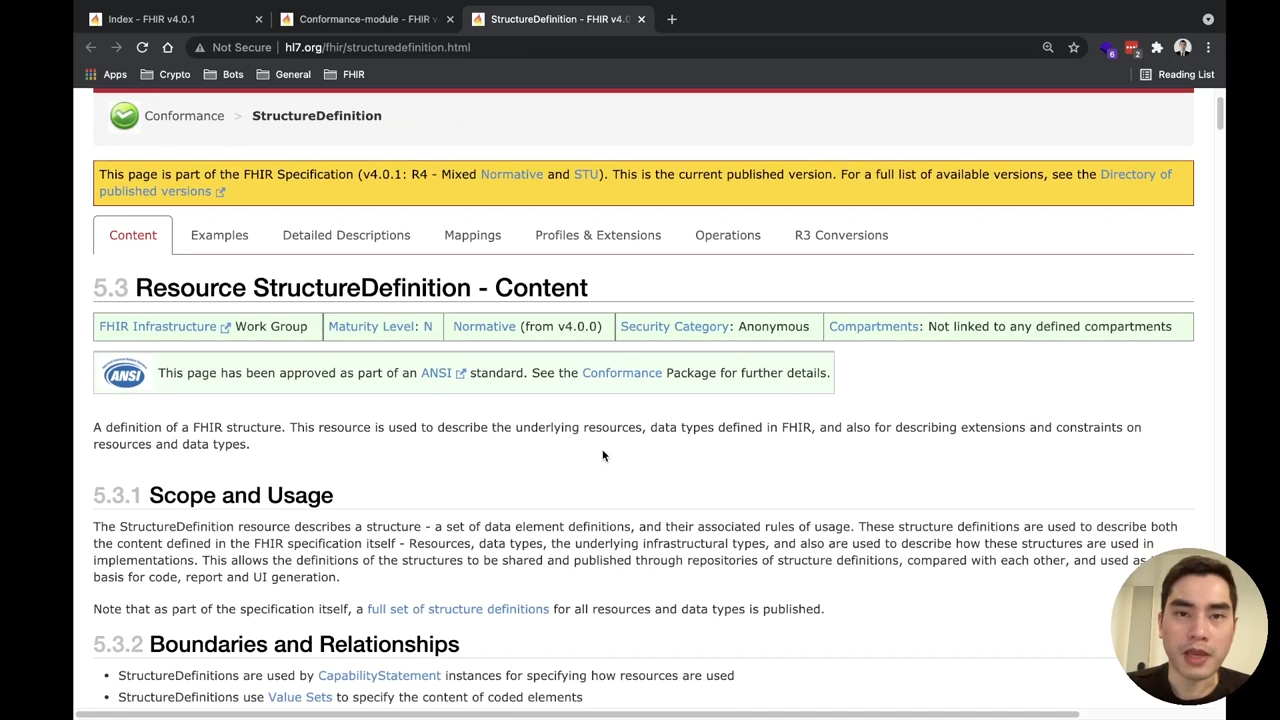 Index - FHIR v4.0.1
Conformance-module - FHIR v
StructureDefinition - FHIR v4.0
Not Secure
hl7.org/fhir/structuredefinition.html
6
2
Apps
Crypto
Bots
General
FHIR
Reading List
Conformance > StructureDefinition
This page is part of the FHIR Specification (v4.0.1: R4 - Mixed Normative and STU). This is the current published version. For a full list of available versions, see the Directory of
published versions
Content
Examples
Detailed Descriptions
Mappings
Profiles & Extensions
Operations
R3 Conversions
5.3 Resource StructureDefinition - Content
FHIR Infrastructure Work Group
Maturity Level: N
Normative (from v4.0.0)
Security Category: Anonymous
Compartments: Not linked to any defined compartments
ANSI
This page has been approved as part of an ANSI standard. See the Conformance Package for further details.
A definition of a FHIR structure. This resource is used to describe the underlying resources, data types defined in FHIR, and also for describing extensions and constraints on
resources and data types.
5.3.1 Scope and Usage
The StructureDefinition resource describes a structure - a set of data element definitions, and their associated rules of usage. These structure definitions are used to describe both
the content defined in the FHIR specification itself - Resources, data types, the underlying infrastructural types, and also are used to describe how these structures are used in
implementations. This allows the definitions of the structures to be shared and published through repositories of structure definitions, compared with each other, and used as
basis for code, report and UI generation.
Note that as part of the specification itself, a full set of structure definitions for all resources and data types is published.
5.3.2 Boundaries and Relationships
• StructureDefinitions are used by CapabilityStatement instances for specifying how resources are used
• StructureDefinitions use Value Sets to specify the content of coded elements